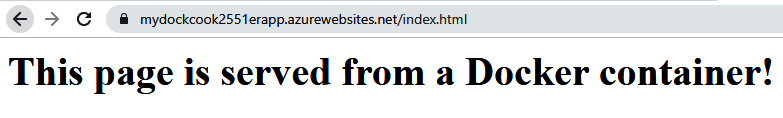 mydockcook2551erapp.azurewebsites.net/index.html
This page is served from a Docker container!